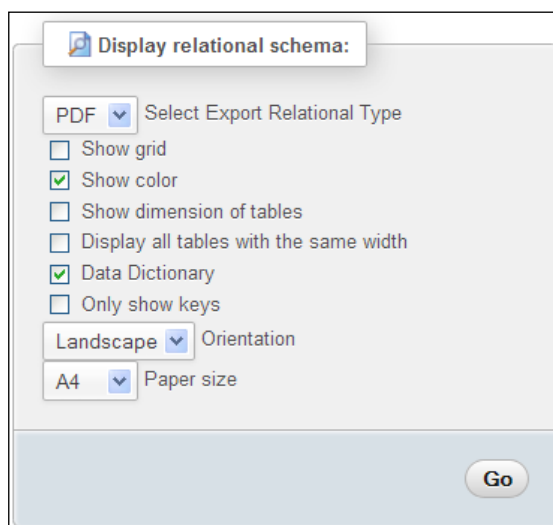 Display relational schema:
PDF Select Export Relational Type
Show grid
Show color
Show dimension of tables
Display all tables with the same width
Data Dictionary
Only show keys
Landscape Orientation
A4 Paper size
Go